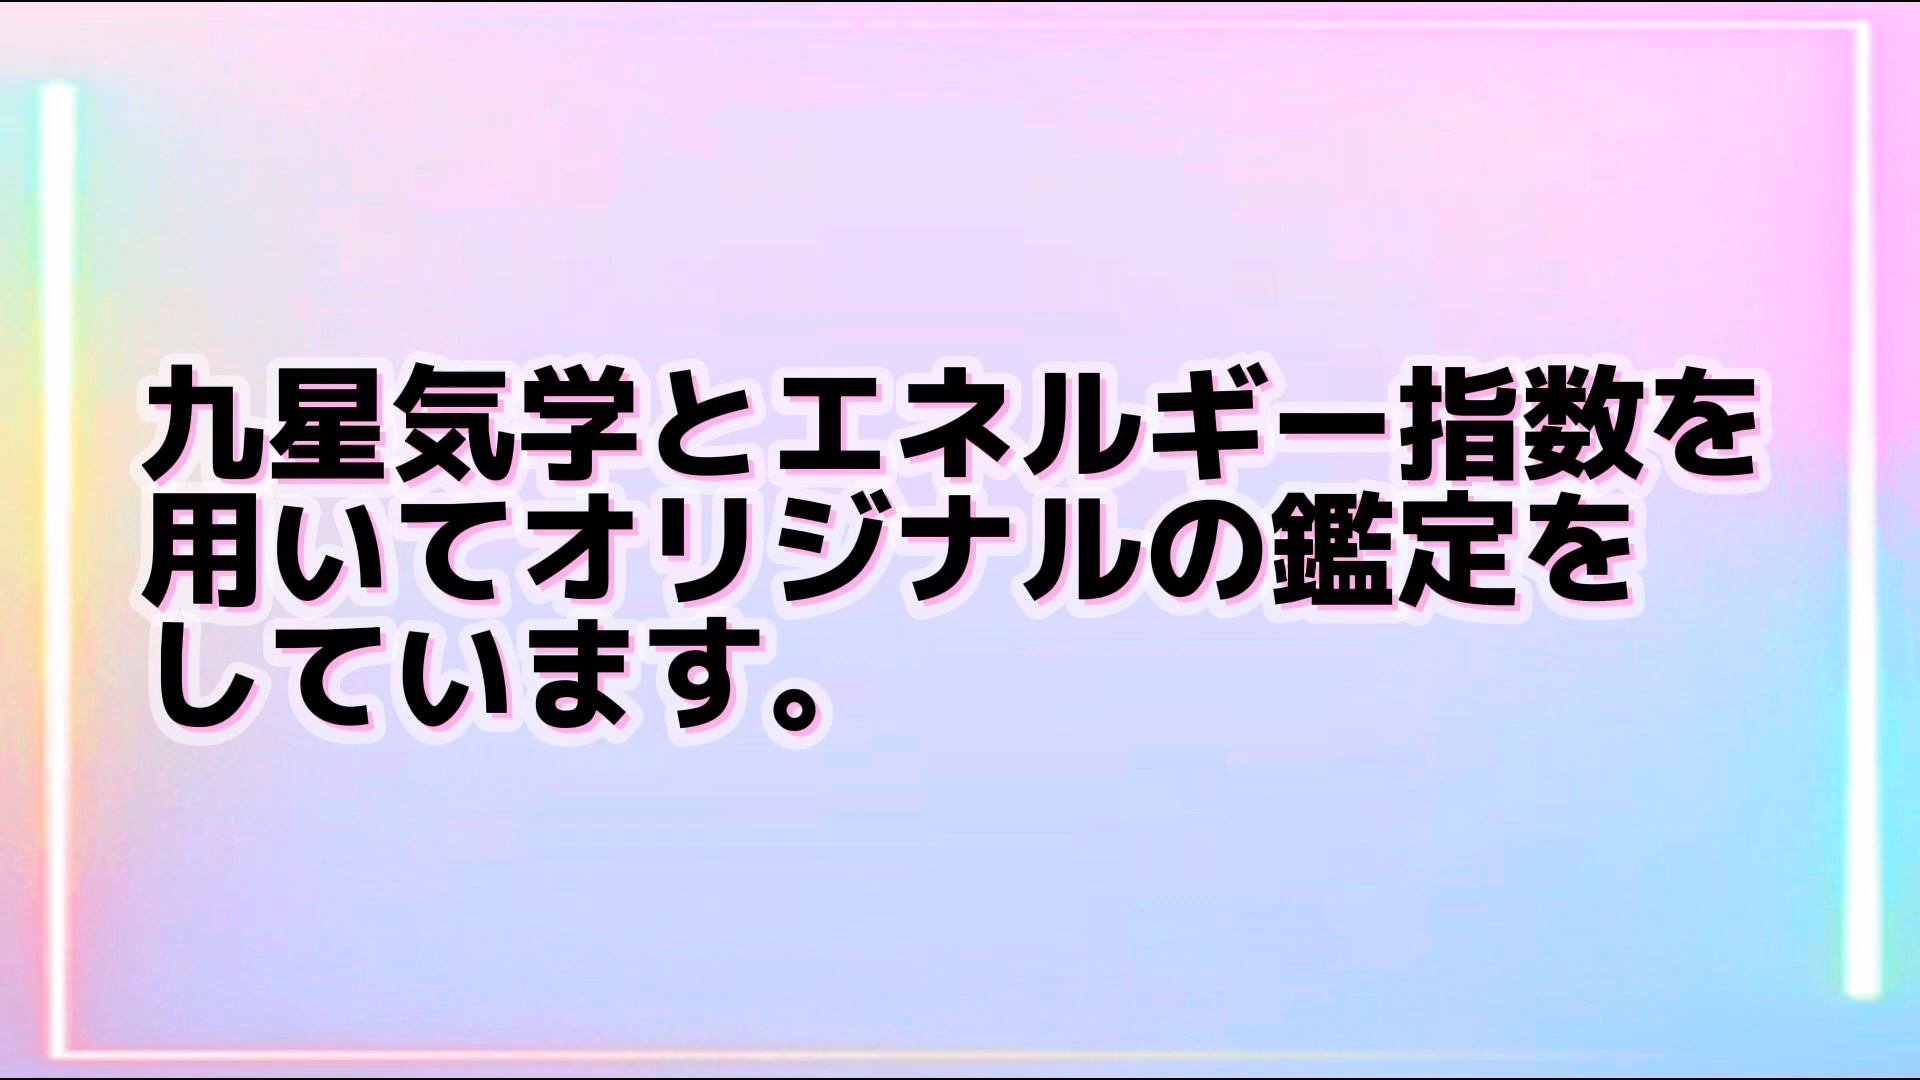 九星気学とエネルギー指数を
用いてオリジナルの鑑定を
しています。